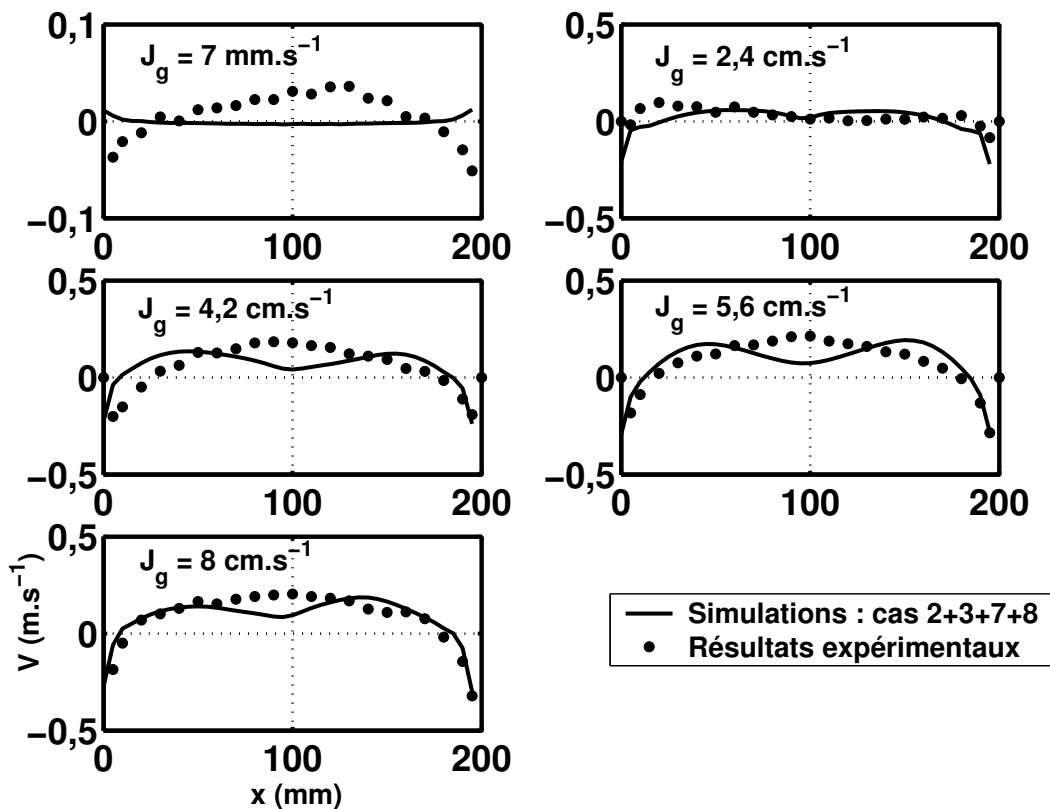 0,1
J_g = 7 mm.s⁻¹
0
−0,1
0 100 200
0,5
J_g = 2,4 cm.s⁻¹
0
−0,5
0 100 200
0,5
J_g = 4,2 cm.s⁻¹
0
−0,5
0 100 200
0,5
J_g = 5,6 cm.s⁻¹
0
−0,5
0 100 200
0,5
J_g = 8 cm.s⁻¹
0
−0,5
0 100 200
V (m.s⁻¹)
x (mm)
Simulations : cas 2+3+7+8
Résultats expérimentaux